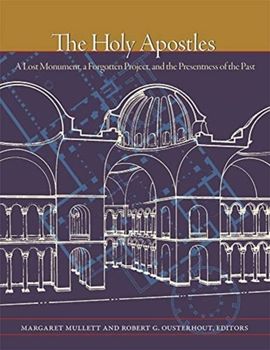 The Holy Apostles
A Lost Monument, a Forgotten Project, and the Presentness of the Past
MARGARET MULLETT AND ROBERT G. OUSTERHOUT, EDITORS